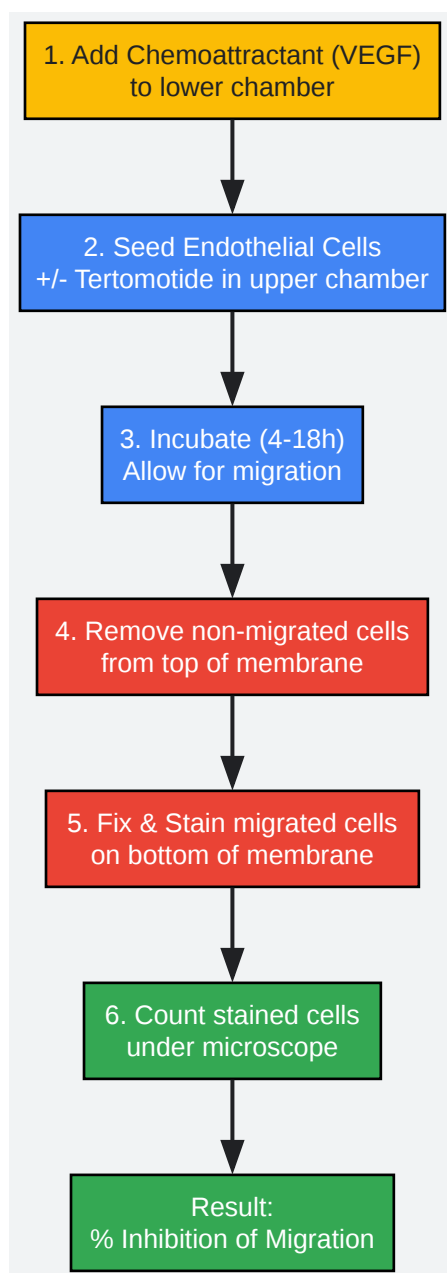 1. Add Chemoattractant (VEGF)
to lower chamber
2. Seed Endothelial Cells
+/- Tertomotide in upper chamber
3. Incubate (4-18h)
Allow for migration
4. Remove non-migrated cells
from top of membrane
5. Fix & Stain migrated cells
on bottom of membrane
6. Count stained cells
under microscope
Result:
% Inhibition of Migration